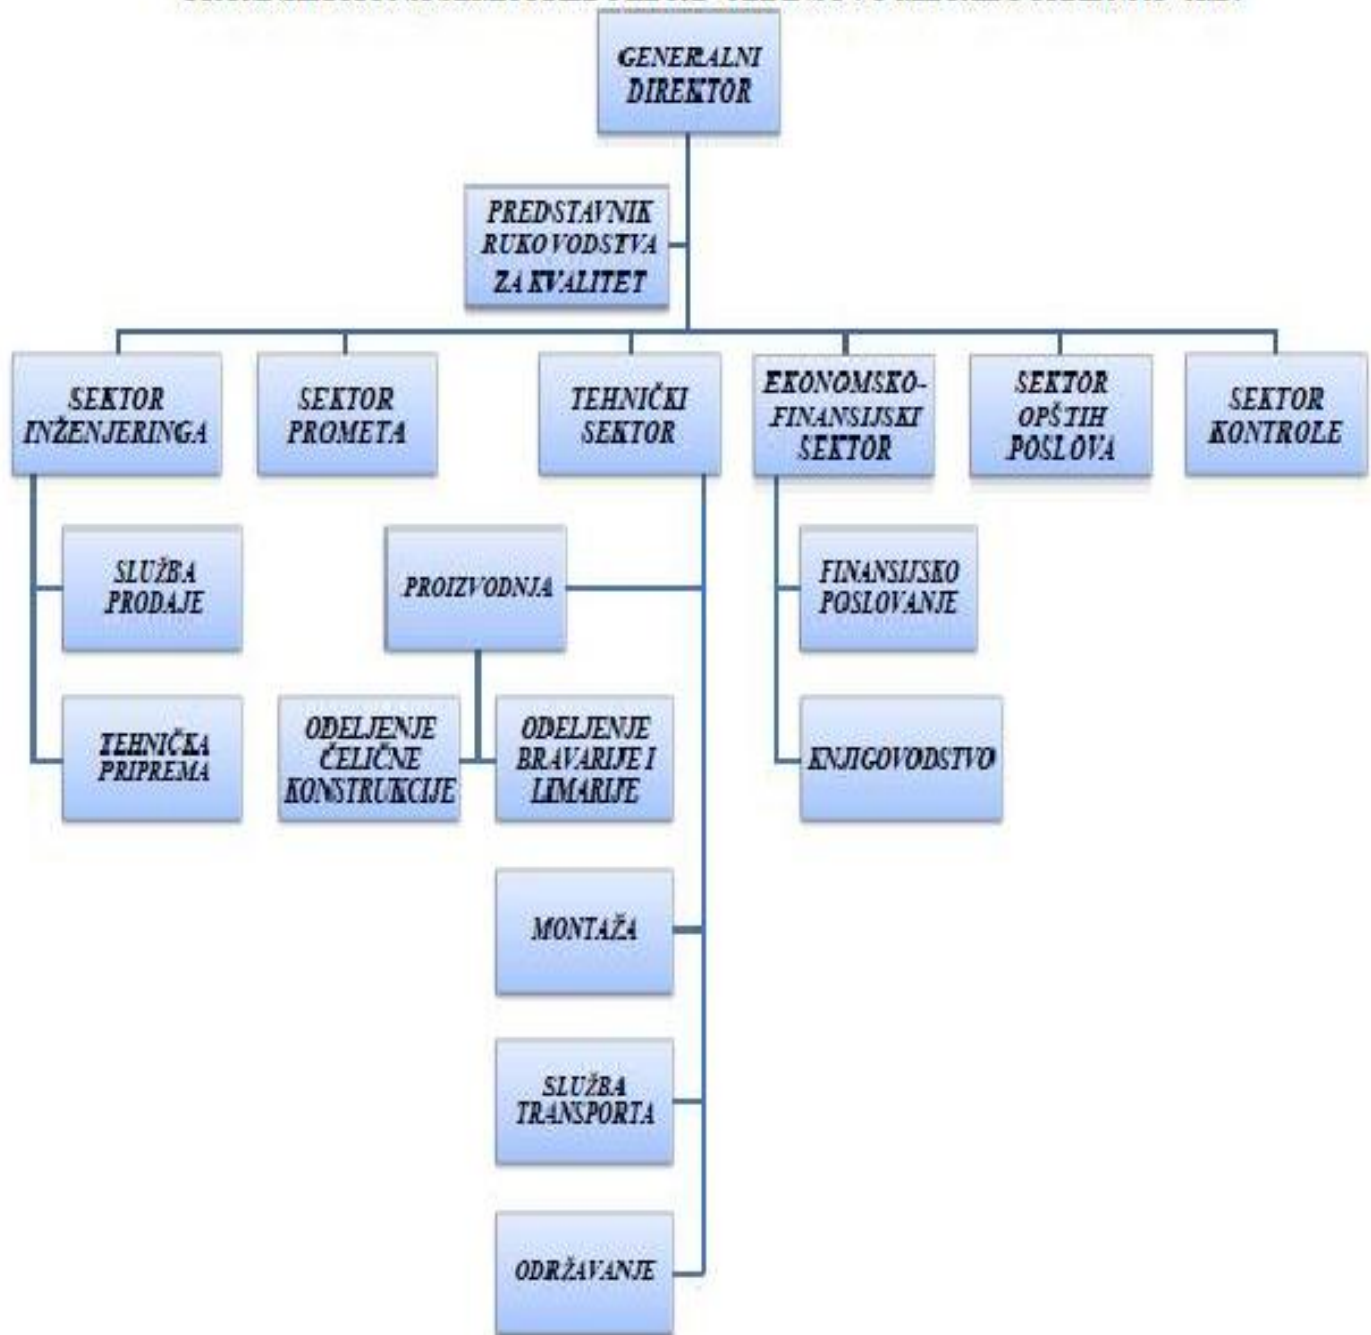 GENERALNI
DIREKTOR
PREDSTAVNIK
RUKOVODSTVA
ZA KVALITET
SEKTOR
INŽENJERINGA
SEKTOR
PROMETA
TEHNIČKI
SEKTOR
EKONOMSKO-
FINANSIJSKI
SEKTOR
SEKTOR
OPŠTIH
POSLOVA
SEKTOR
KONTROLE
SLUŽBA
PRODAJE
PROIZVODNJA
FINANSIJSKO
POSLOVANJE
TEHNIČKA
PRIPREMA
ODELJENJE
ČELIČNE
KONSTRUKCIJE
ODELJENJE
BRAVARIJE I
LIMARIJE
KNJIGOVODSTVO
MONTAŽA
SLUŽBA
TRANSPORTA
ODRŽAVANJE